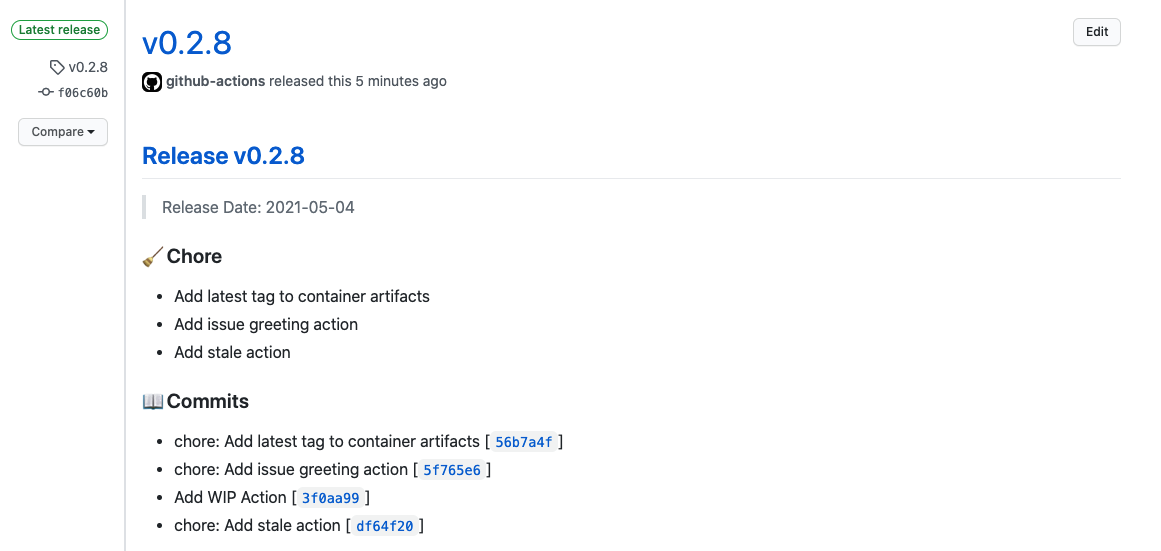 Latest release
v0.2.8
f06c60b
Compare
v0.2.8
Edit
github-actions released this 5 minutes ago
Release v0.2.8
Release Date: 2021-05-04
Chore
Add latest tag to container artifacts
Add issue greeting action
Add stale action
Commits
chore: Add latest tag to container artifacts [ 56b7a4f ]
chore: Add issue greeting action [ 5f765e6 ]
Add WIP Action [ 3f0aa99 ]
chore: Add stale action [ df64f20 ]